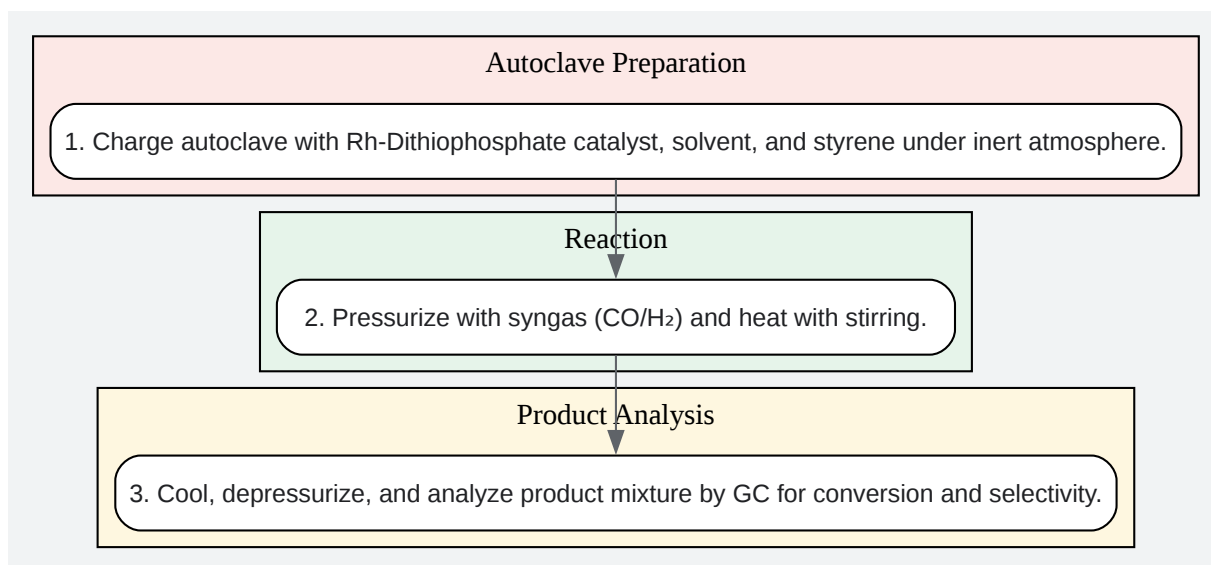 Autoclave Preparation
1. Charge autoclave with Rh-Dithiophosphate catalyst, solvent, and styrene under inert atmosphere.
Reaction
2. Pressurize with syngas (CO/H₂) and heat with stirring.
Product Analysis
3. Cool, depressurize, and analyze product mixture by GC for conversion and selectivity.